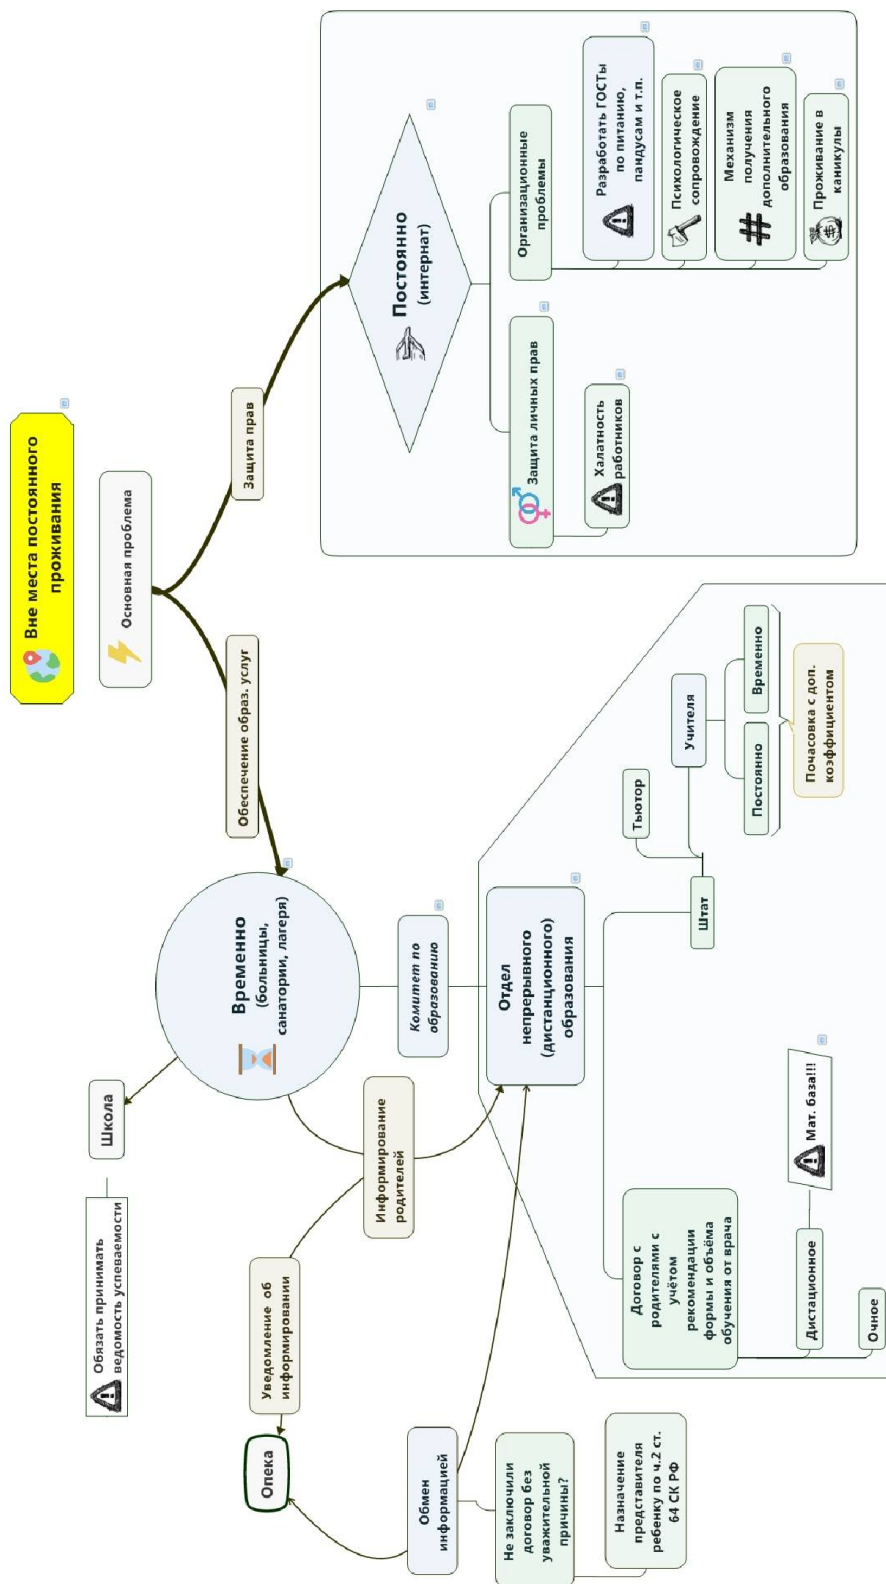 Вне места постоянного
проживания
Основная проблема
Обеспечение образ. услуг
Защита прав
Временно
(больницы,
санатории, лагеря)
Школа
Обязать принимать
ведомость успеваемости
Информирование
родителей
Уведомление об
информировании
Опека
Обмен
информацией
Не заключили
договор без
уважительной
причины?
Назначение
представителя
ребенку по ч.2 ст.
64 СК РФ
Комитет по
образованию
Отдел
непрерывного
(дистанционного)
образования
Договор с
родителями с
учётом
рекомендации
формы и объёма
обучения от врача
Дистационное
Мат. база!!!
Очное
Штат
Тьютор
Учителя
Постоянно
Временно
Почасовка с доп.
коэффициентом
Постоянно
(интернат)
Защита личных прав
Халатность
работников
Организационные
проблемы
Разработать ГОСТы
по питанию,
пандусам и т.п.
Психологическое
сопровождение
Механизм
получения
дополнительного
образования
Проживание в
каникулы